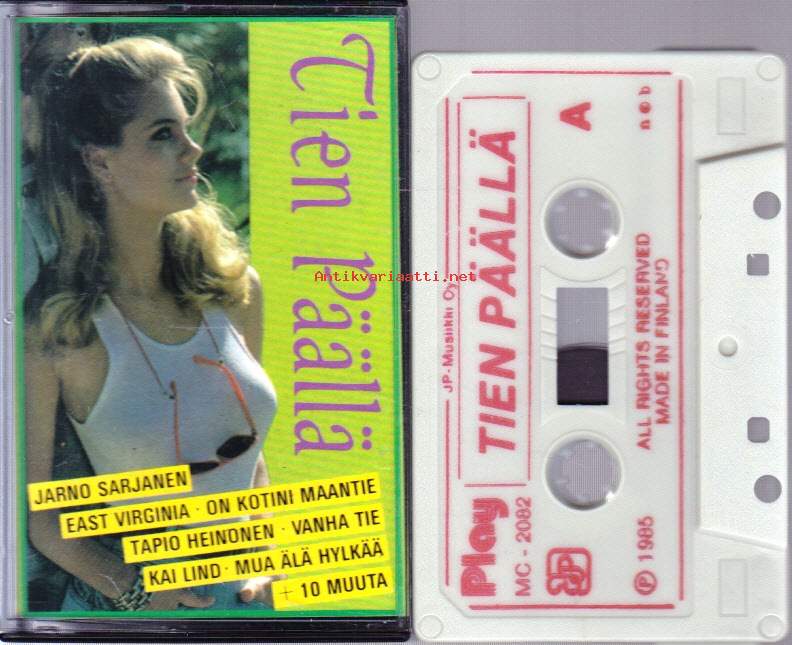 Tien Päällä
JARNO SARJANEN
EAST VIRGINIA · ON KOTINI MAANTIE
TAPIO HEINONEN · VANHA TIE
KAI LIND · MUA ÄLÄ HYLKÄÄ
+ 10 MUUTA
Antikvariaatti.net
JP-Musiikki Oy
TIEN PÄÄLLÄ
A
n©b
Play
MC - 2082
JP
℗ 1985
ALL RIGHTS RESERVED
MADE IN FINLAND